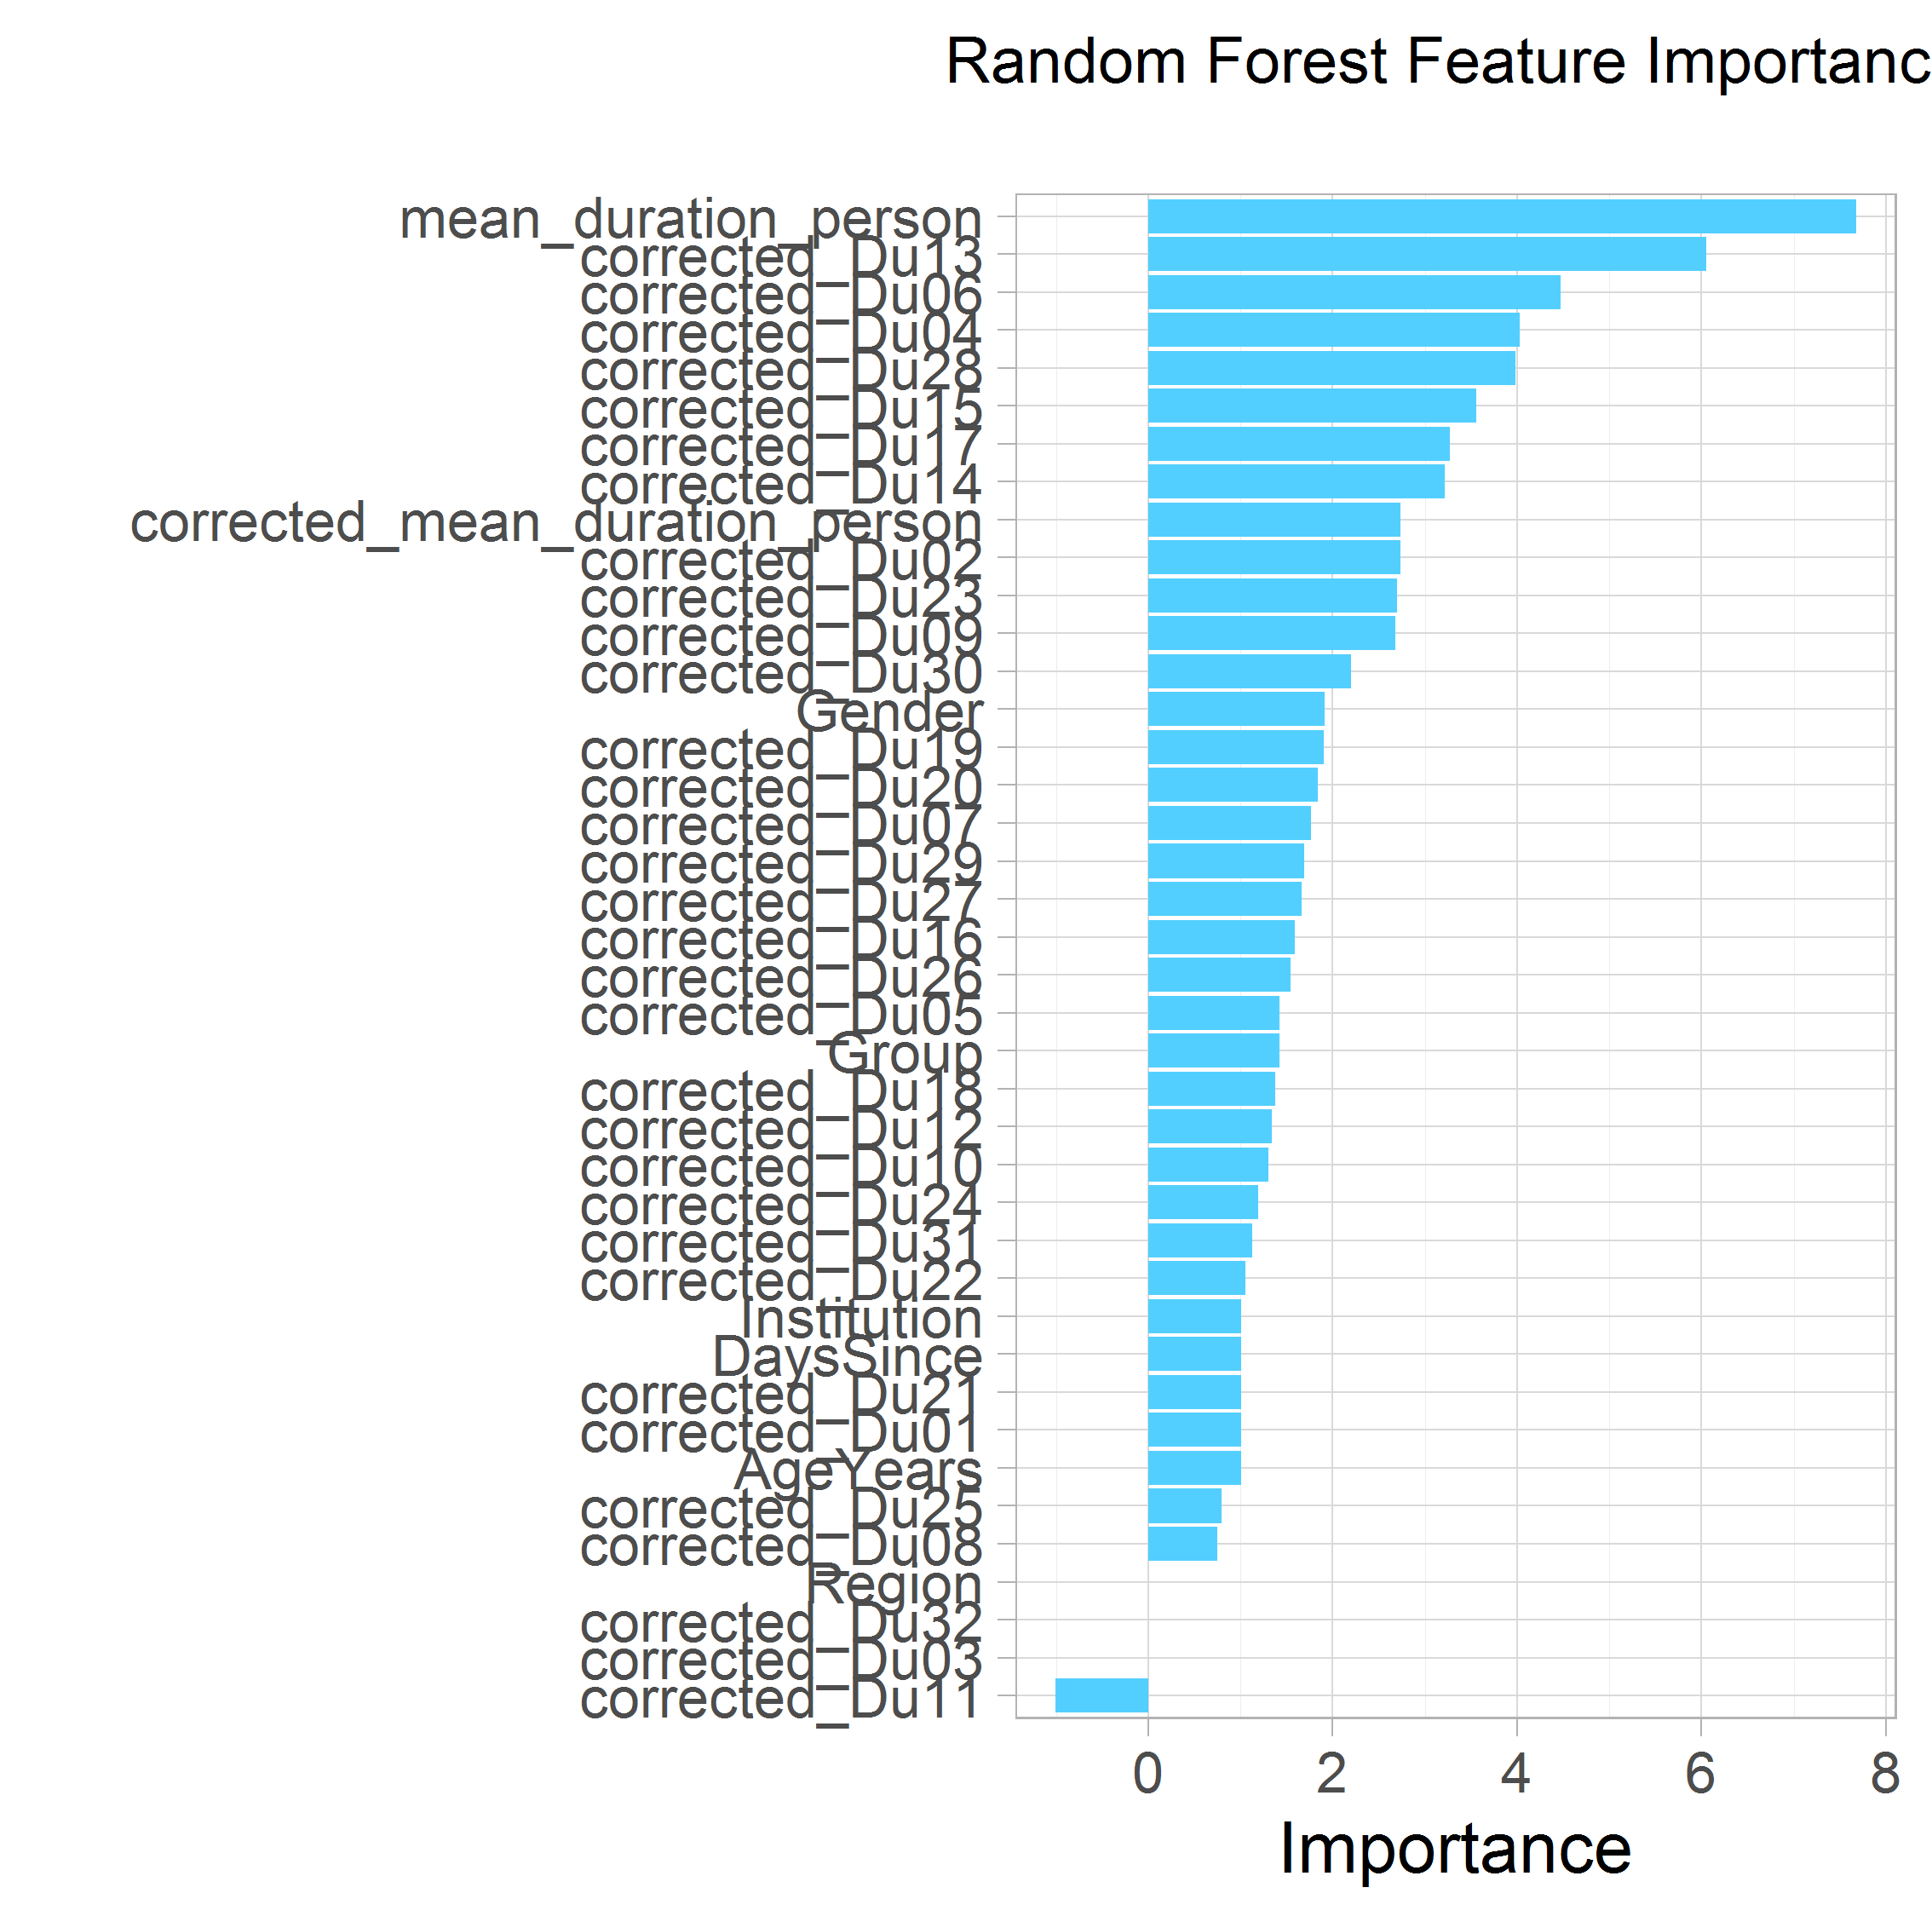 Random Forest Feature Importanc
mean_duration_person
corrected_Du13
corrected_Du06
corrected_Du04
corrected_Du28
corrected_Du15
corrected_Du17
corrected_Du14
corrected_mean_duration_person
corrected_Du02
corrected_Du23
corrected_Du09
corrected_Du30
Gender
corrected_Du19
corrected_Du20
corrected_Du07
corrected_Du29
corrected_Du27
corrected_Du16
corrected_Du26
corrected_Du05
Group
corrected_Du18
corrected_Du12
corrected_Du10
corrected_Du24
corrected_Du31
corrected_Du22
Institution
DaysSince
corrected_Du21
corrected_Du01
AgeYears
corrected_Du25
corrected_Du08
Region
corrected_Du32
corrected_Du03
corrected_Du11
0 2 4 6 8
Importance